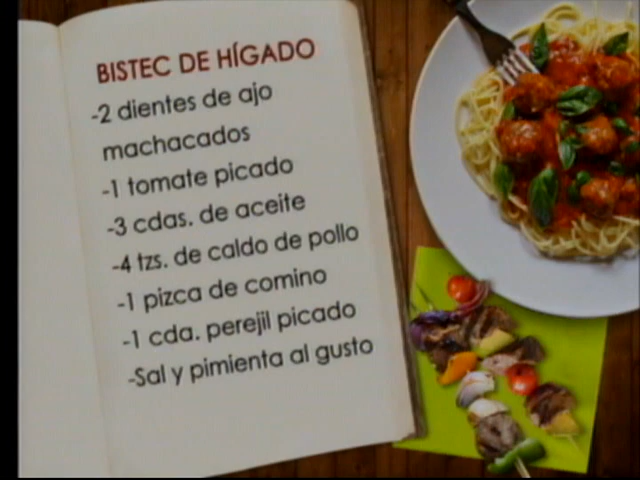 BISTEC DE HÍGADO
-2 dientes de ajo
machacados
-1 tomate picado
-3 cdas. de aceite
-4 tzs. de caldo de pollo
-1 pizca de comino
-1 cda. perejil picado
-Sal y pimienta al gusto